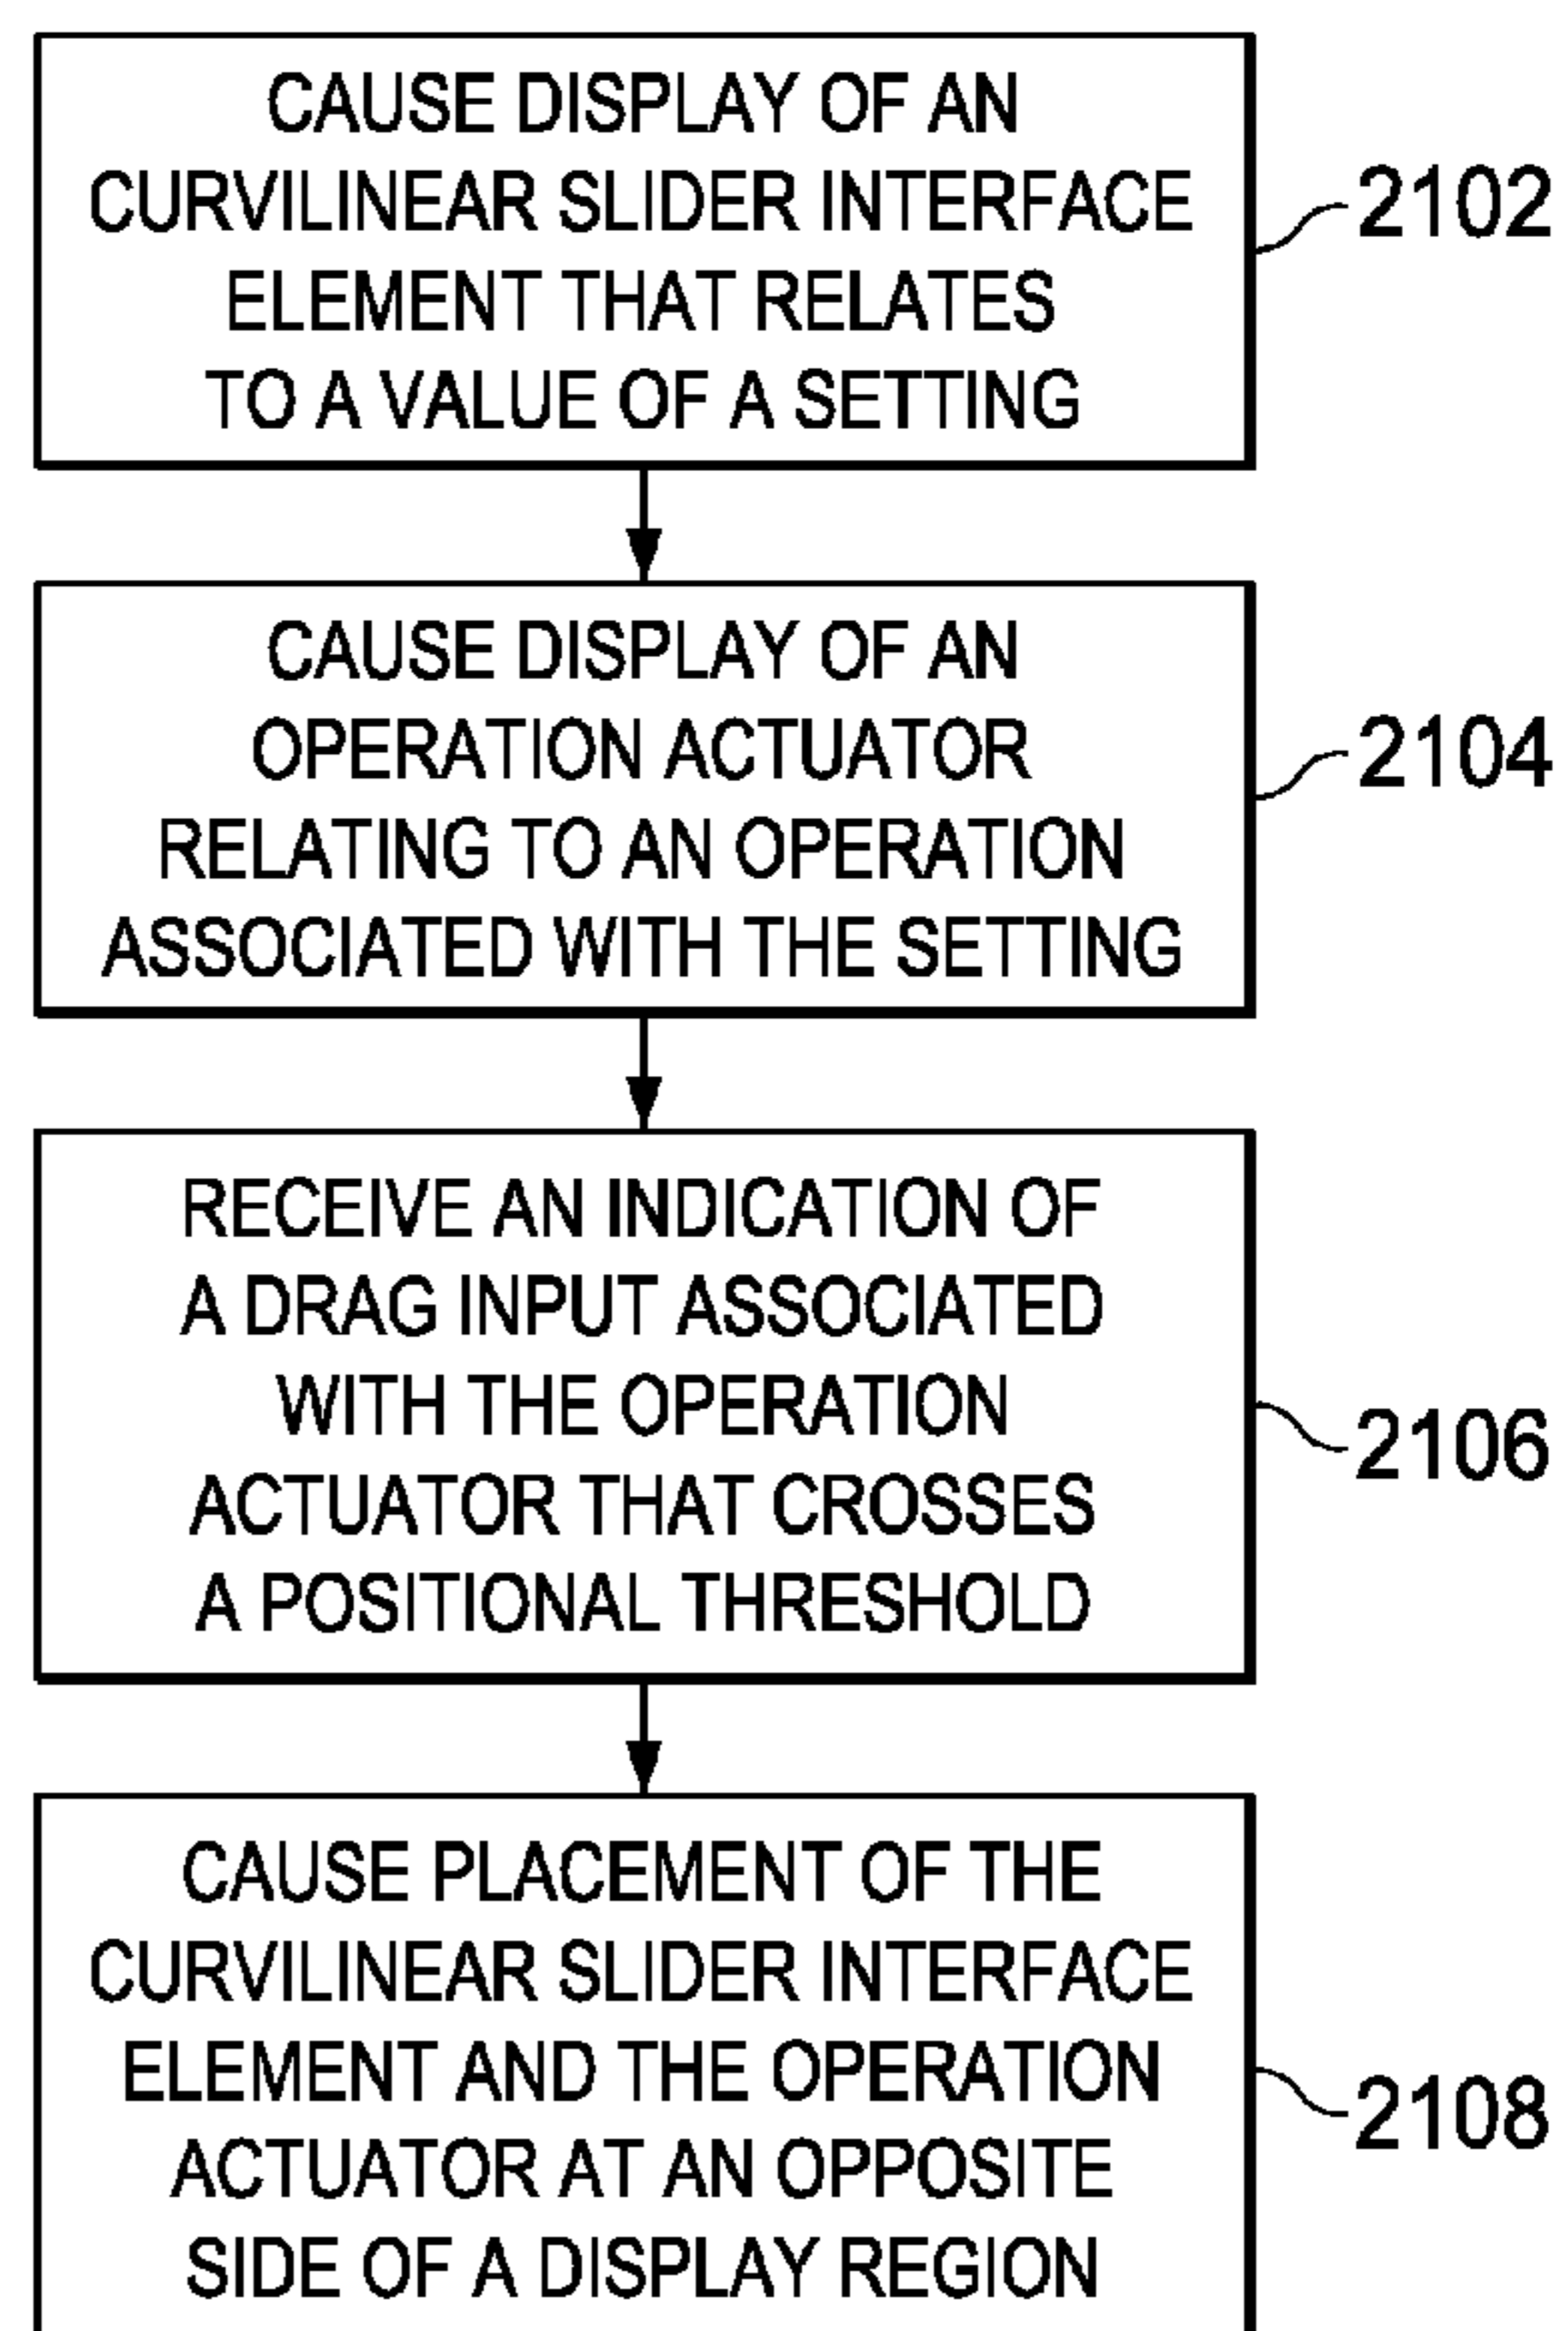 CAUSE DISPLAY OF AN
CURVILINEAR SLIDER INTERFACE
ELEMENT THAT RELATES
TO A VALUE OF A SETTING
2102
CAUSE DISPLAY OF AN
OPERATION ACTUATOR
RELATING TO AN OPERATION
ASSOCIATED WITH THE SETTING
2104
RECEIVE AN INDICATION OF
A DRAG INPUT ASSOCIATED
WITH THE OPERATION
ACTUATOR THAT CROSSES
A POSITIONAL THRESHOLD
2106
CAUSE PLACEMENT OF THE
CURVILINEAR SLIDER INTERFACE
ELEMENT AND THE OPERATION
ACTUATOR AT AN OPPOSITE
SIDE OF A DISPLAY REGION
2108